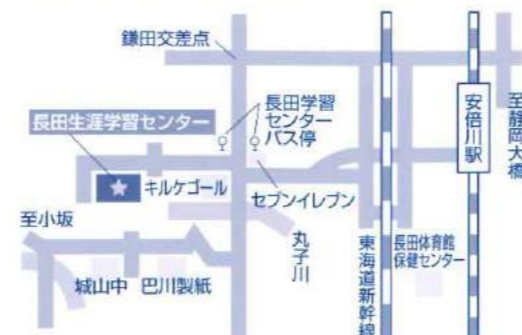 鎌田交差点
長田学習
センター
バス停
長田生涯学習センター
安倍川駅
至静岡大橋
キルケゴール
セブンイレブン
至小坂
丸子川
東海道新幹線
長田体育館
保健センター
城山中
巴川製紙